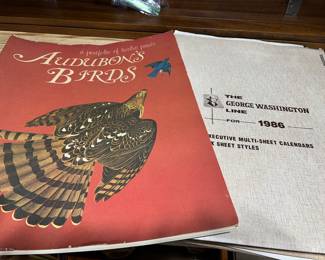 a portfolio of twelve prints
AUDUBON'S
BIRDS
THE
GEORGE WASHINGTON
LINE
FOR
1986
EXECUTIVE MULTI-SHEET CALENDARS
SHEET STYLES